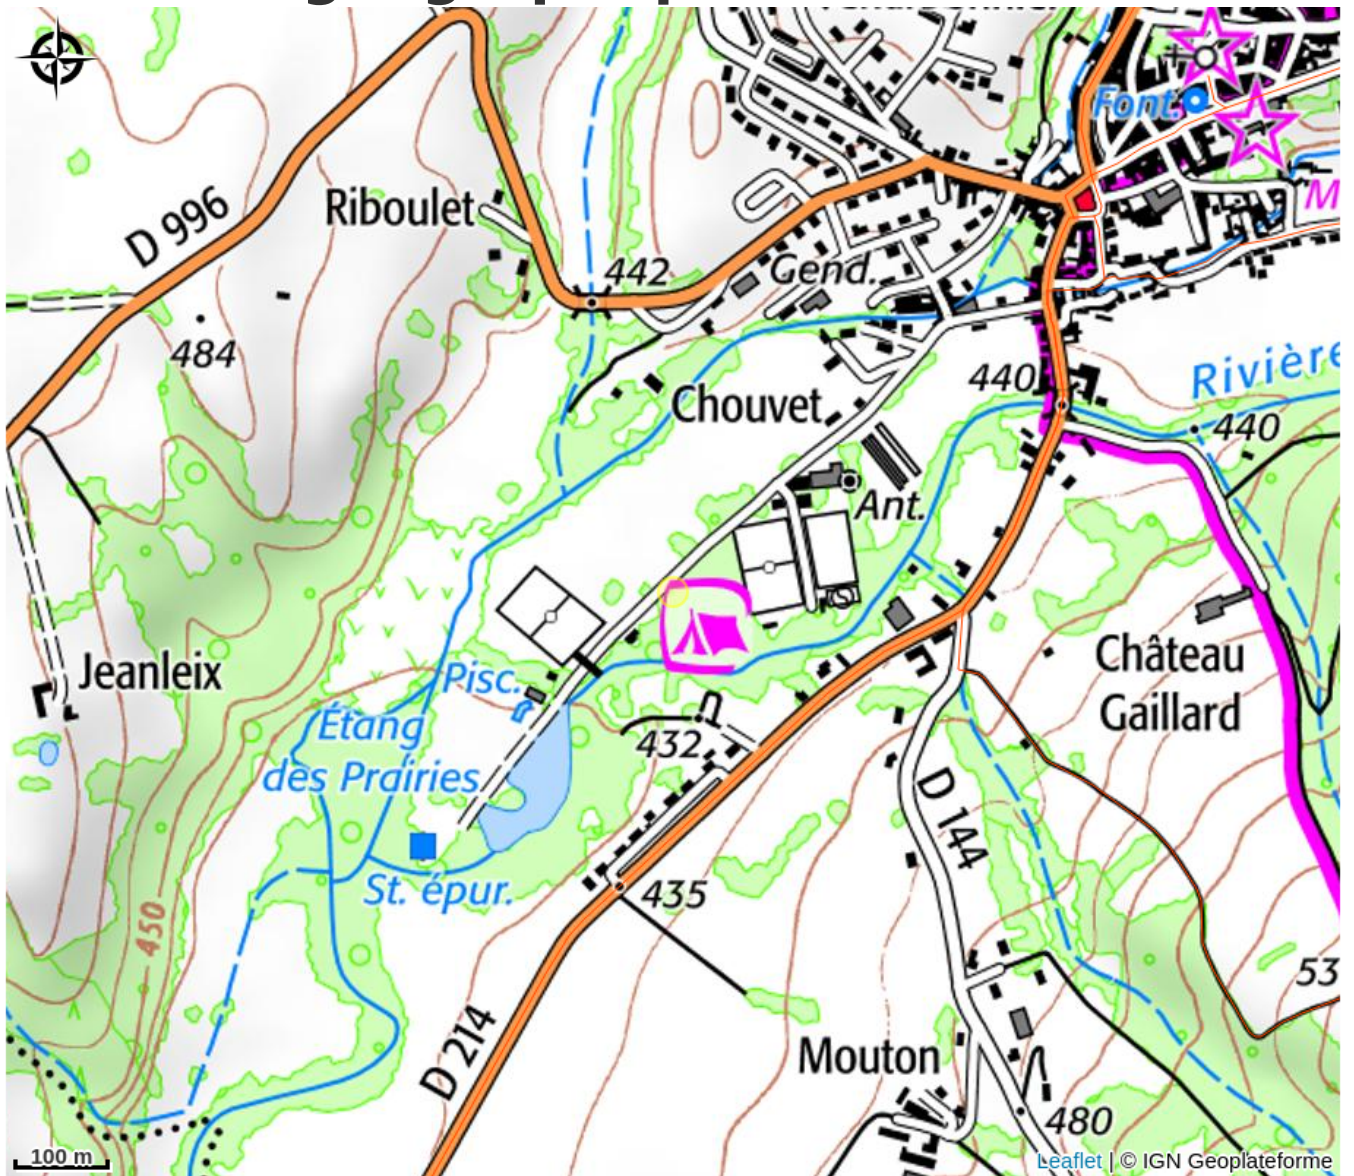 Font.
M
Riboulet
D 996
442
Gend.
484
Rivière
440
440
Chouvet
Ant.
Château
Gaillard
Jeanleix
Pisc.
Étang
des Prairies
432
D 144
St. épur.
435
450
53
D 214
Mouton
480
100 m
Leaflet | © IGN Geoplateforme